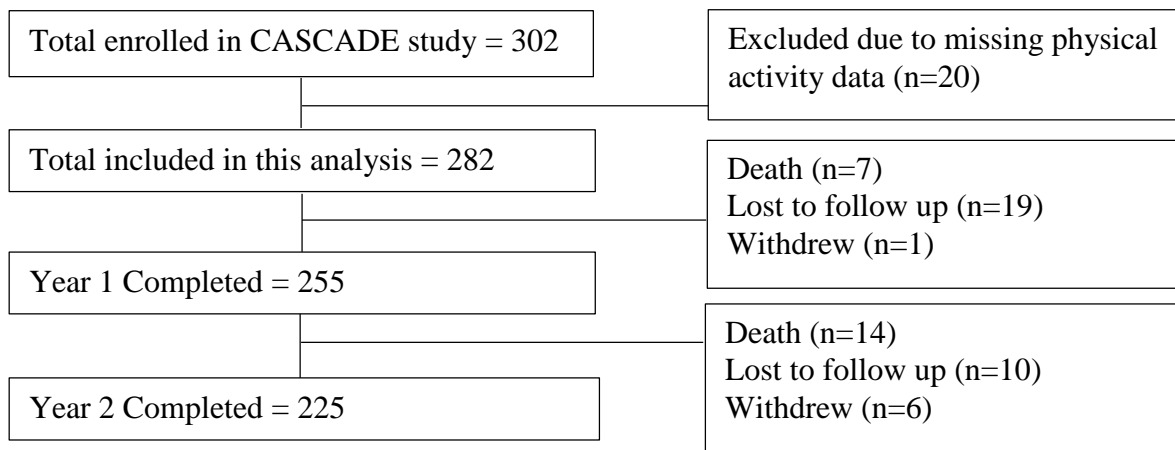 Total enrolled in CASCADE study = 302
Excluded due to missing physical
activity data (n=20)
Total included in this analysis = 282
Death (n=7)
Lost to follow up (n=19)
Withdrew (n=1)
Year 1 Completed = 255
Death (n=14)
Lost to follow up (n=10)
Withdrew (n=6)
Year 2 Completed = 225